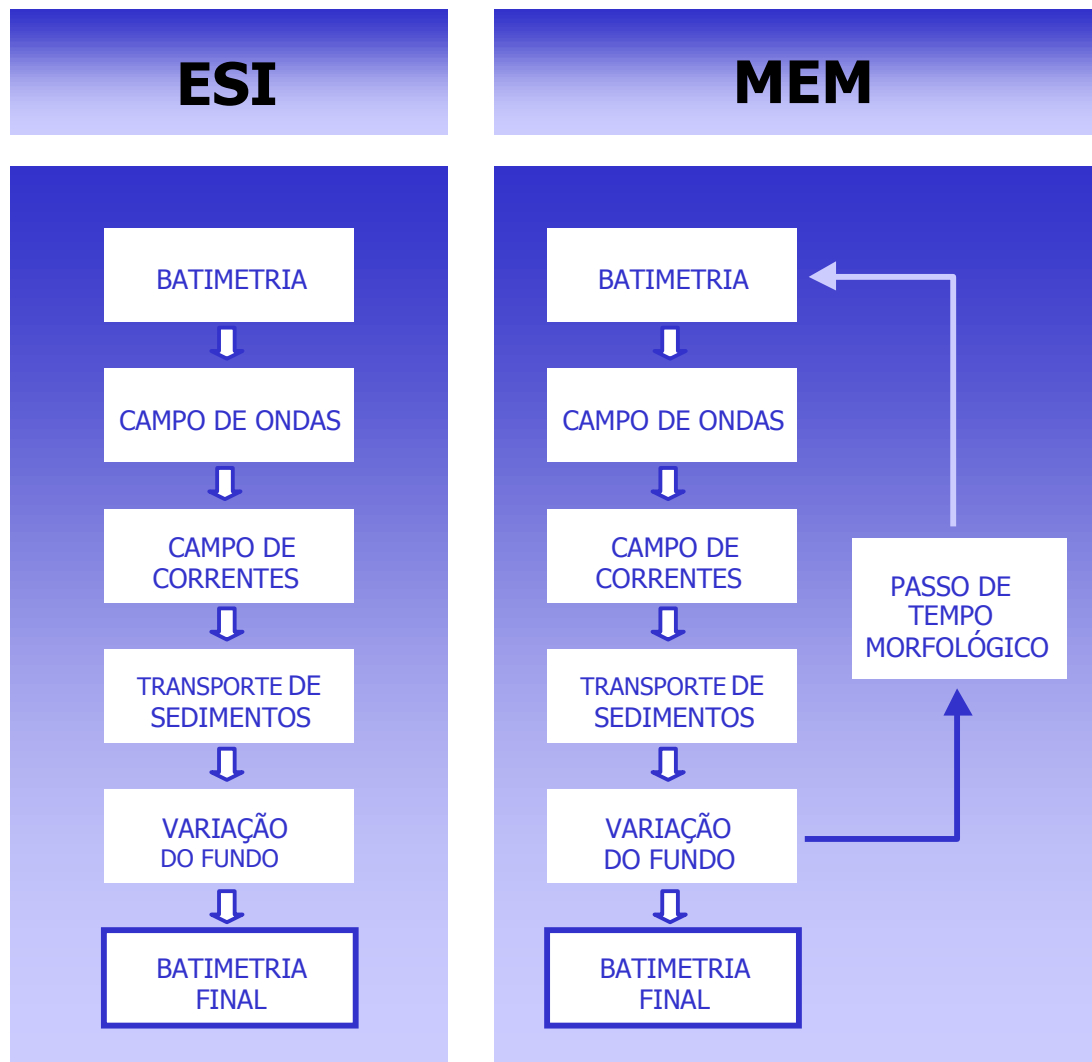 ESI
BATIMETRIA
CAMPO DE ONDAS
CAMPO DE
CORRENTES
TRANSPORTE DE
SEDIMENTOS
VARIAÇÃO
DO FUNDO
BATIMETRIA
FINAL
MEM
BATIMETRIA
CAMPO DE ONDAS
CAMPO DE
CORRENTES
TRANSPORTE DE
SEDIMENTOS
VARIAÇÃO
DO FUNDO
BATIMETRIA
FINAL
PASSO DE
TEMPO
MORFOLÓGICO